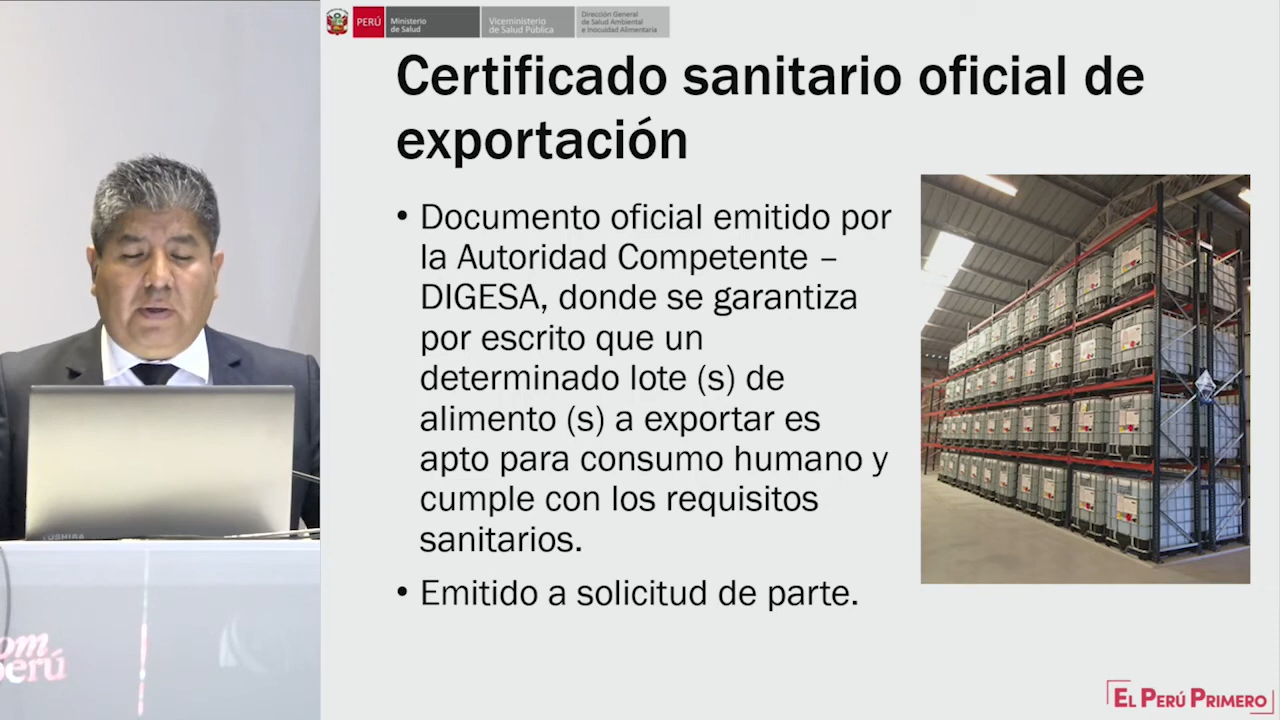 PERÚ
Ministerio
de Salud
Viceministerio
de Salud Pública
Dirección General
de Salud Ambiental
e Inocuidad Alimentaria
Certificado sanitario oficial de
exportación
• Documento oficial emitido por
la Autoridad Competente –
DIGESA, donde se garantiza
por escrito que un
determinado lote (s) de
alimento (s) a exportar es
apto para consumo humano y
cumple con los requisitos
sanitarios.
• Emitido a solicitud de parte.
TOSHIBA
om
perú
EL PERÚ PRIMERO